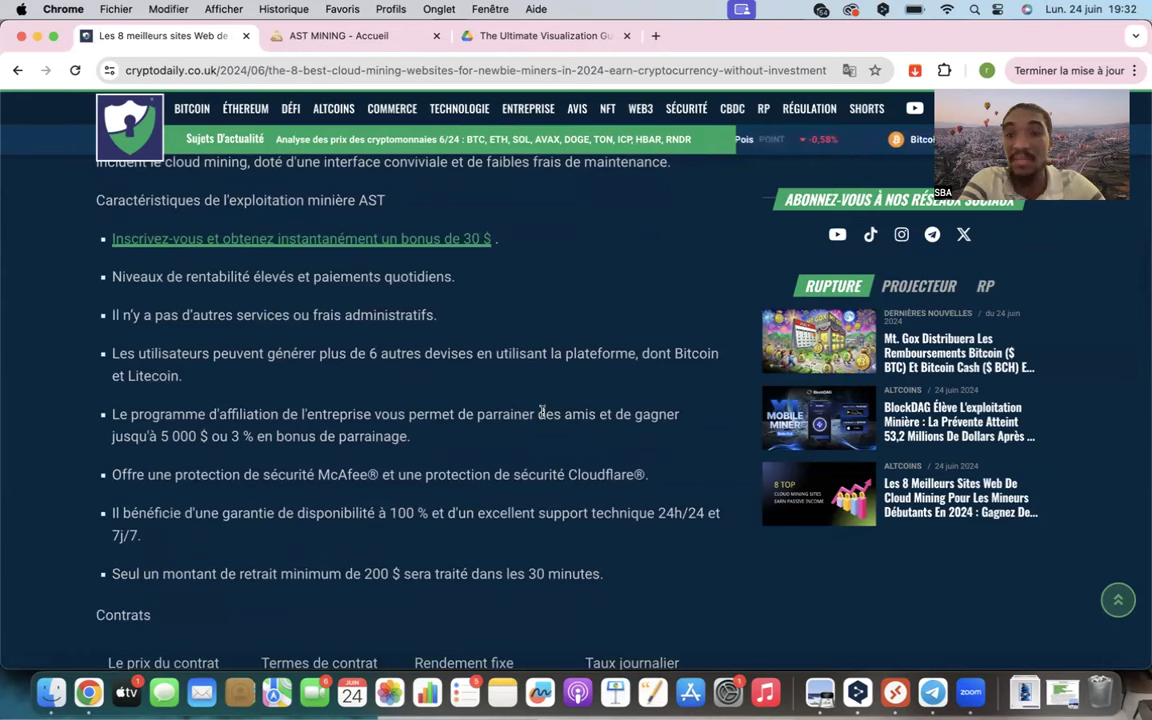 Chrome Fichier Modifier Afficher Historique Favoris Profils Onglet Fenêtre Aide Lun. 24 juin 19:32
Les 8 meilleurs sites Web de
AST MINING - Accueil
The Ultimate Visualization Gu
cryptodaily.co.uk/2024/06/the-8-best-cloud-mining-websites-for-newbie-miners-in-2024-earn-cryptocurrency-without-investment
Terminer la mise à jour
BITCOIN ÉTHEREUM DÉFI ALTCOINS COMMERCE TECHNOLOGIE ENTREPRISE AVIS NFT WEB3 SÉCURITÉ CBDC RP RÉGULATION SHORTS
Sujets D'actualité Analyse des prix des cryptomonnaies 6/24 : BTC, ETH, SOL, AVAX, DOGE, TON, ICP, HBAR, RNDR Pois POINT -0,58% Bitcoi
SBA
incident le cloud mining, doté d'une interface conviviale et de faibles frais de maintenance.
Caractéristiques de l'exploitation minière AST
Inscrivez-vous et obtenez instantanément un bonus de 30 $ .
Niveaux de rentabilité élevés et paiements quotidiens.
Il n'y a pas d'autres services ou frais administratifs.
Les utilisateurs peuvent générer plus de 6 autres devises en utilisant la plateforme, dont Bitcoin
et Litecoin.
Le programme d'affiliation de l'entreprise vous permet de parrainer des amis et de gagner
jusqu'à 5 000 $ ou 3 % en bonus de parrainage.
Offre une protection de sécurité McAfee® et une protection de sécurité Cloudflare®.
Il bénéficie d'une garantie de disponibilité à 100 % et d'un excellent support technique 24h/24 et
7j/7.
Seul un montant de retrait minimum de 200 $ sera traité dans les 30 minutes.
Contrats
Le prix du contrat Termes de contrat Rendement fixe Taux journalier
ABONNEZ-VOUS À NOS RÉSEAUX SOCIAUX
RUPTURE PROJECTEUR RP
DERNIÈRES NOUVELLES / du 24 juin
2024
Mt. Gox Distribuera Les
Remboursements Bitcoin ($
BTC) Et Bitcoin Cash ($ BCH) E...
ALTCOINS / 24 juin 2024
BlockDAG Élève L'exploitation
Minière : La Prévente Atteint
53,2 Millions De Dollars Après ...
MOBILE
MINER
ALTCOINS / 24 juin 2024
Les 8 Meilleurs Sites Web De
Cloud Mining Pour Les Mineurs
Débutants En 2024 : Gagnez De...
8 TOP
CLOUD MINING SITES
EARN PASSIVE INCOME
1
6
JUIN
24
5
1
tv
zoom